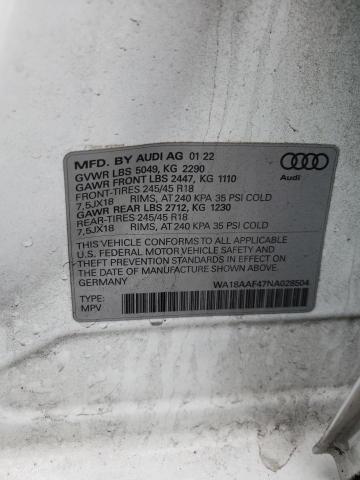 MFD. BY AUDI AG 01 22
GVWR LBS 5049, KG 2290
GAWR FRONT LBS 2447, KG 1110
FRONT-TIRES 245/45 R18
7,5JX18 RIMS, AT 240 KPA 35 PSI COLD
GAWR REAR LBS 2712, KG 1230
REAR-TIRES 245/45 R18
7,5JX18 RIMS, AT 240 KPA 35 PSI COLD
Audi
THIS VEHICLE CONFORMS TO ALL APPLICABLE
U.S. FEDERAL MOTOR VEHICLE SAFETY AND
THEFT PREVENTION STANDARDS IN EFFECT ON
THE DATE OF MANUFACTURE SHOWN ABOVE.
GERMANY
WA18AAF47NA028504
TYPE:
MPV